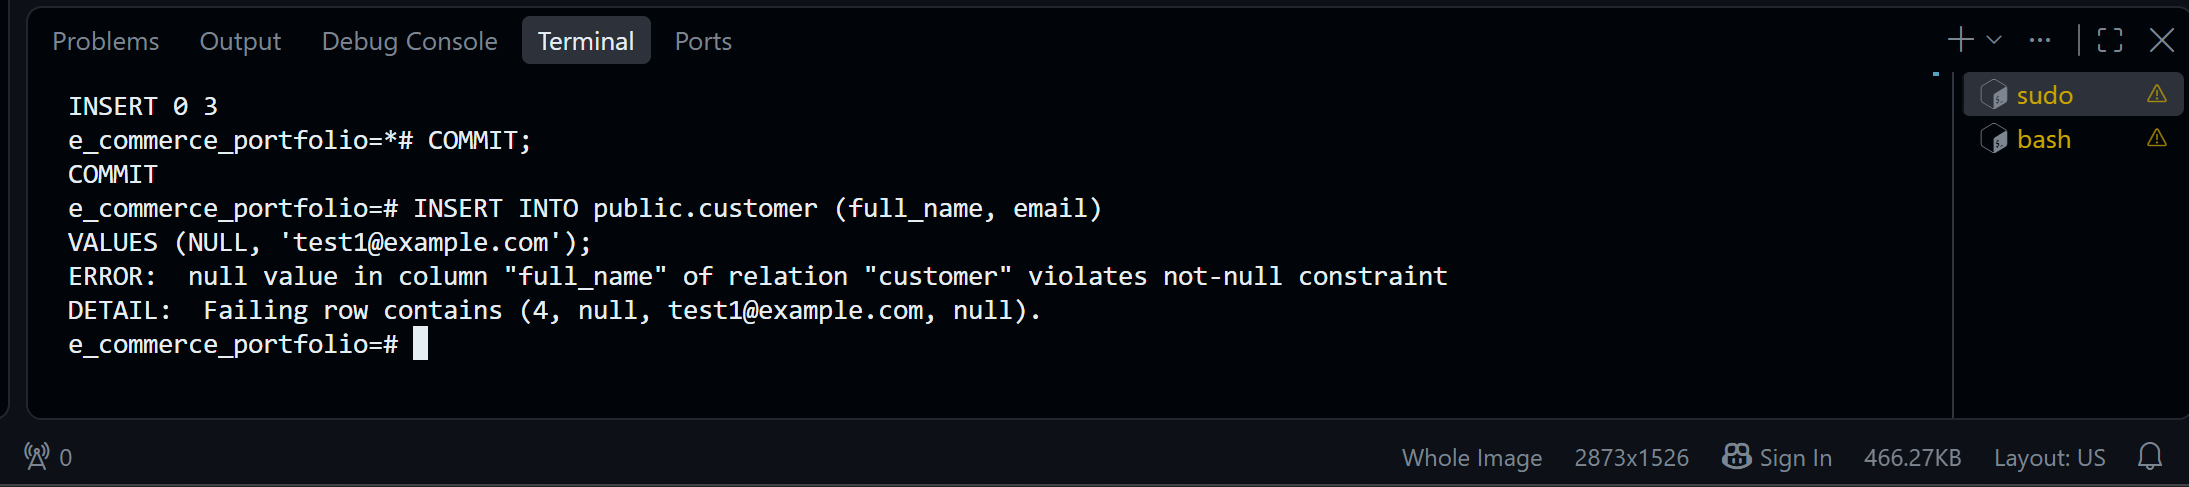 Problems Output Debug Console Terminal Ports
INSERT 0 3
e_commerce_portfolio=*# COMMIT;
COMMIT
e_commerce_portfolio=# INSERT INTO public.customer (full_name, email)
VALUES (NULL, 'test1@example.com');
ERROR:  null value in column "full_name" of relation "customer" violates not-null constraint
DETAIL:  Failing row contains (4, null, test1@example.com, null).
e_commerce_portfolio=#
sudo
bash
0 Whole Image 2873x1526 Sign In 466.27KB Layout: US